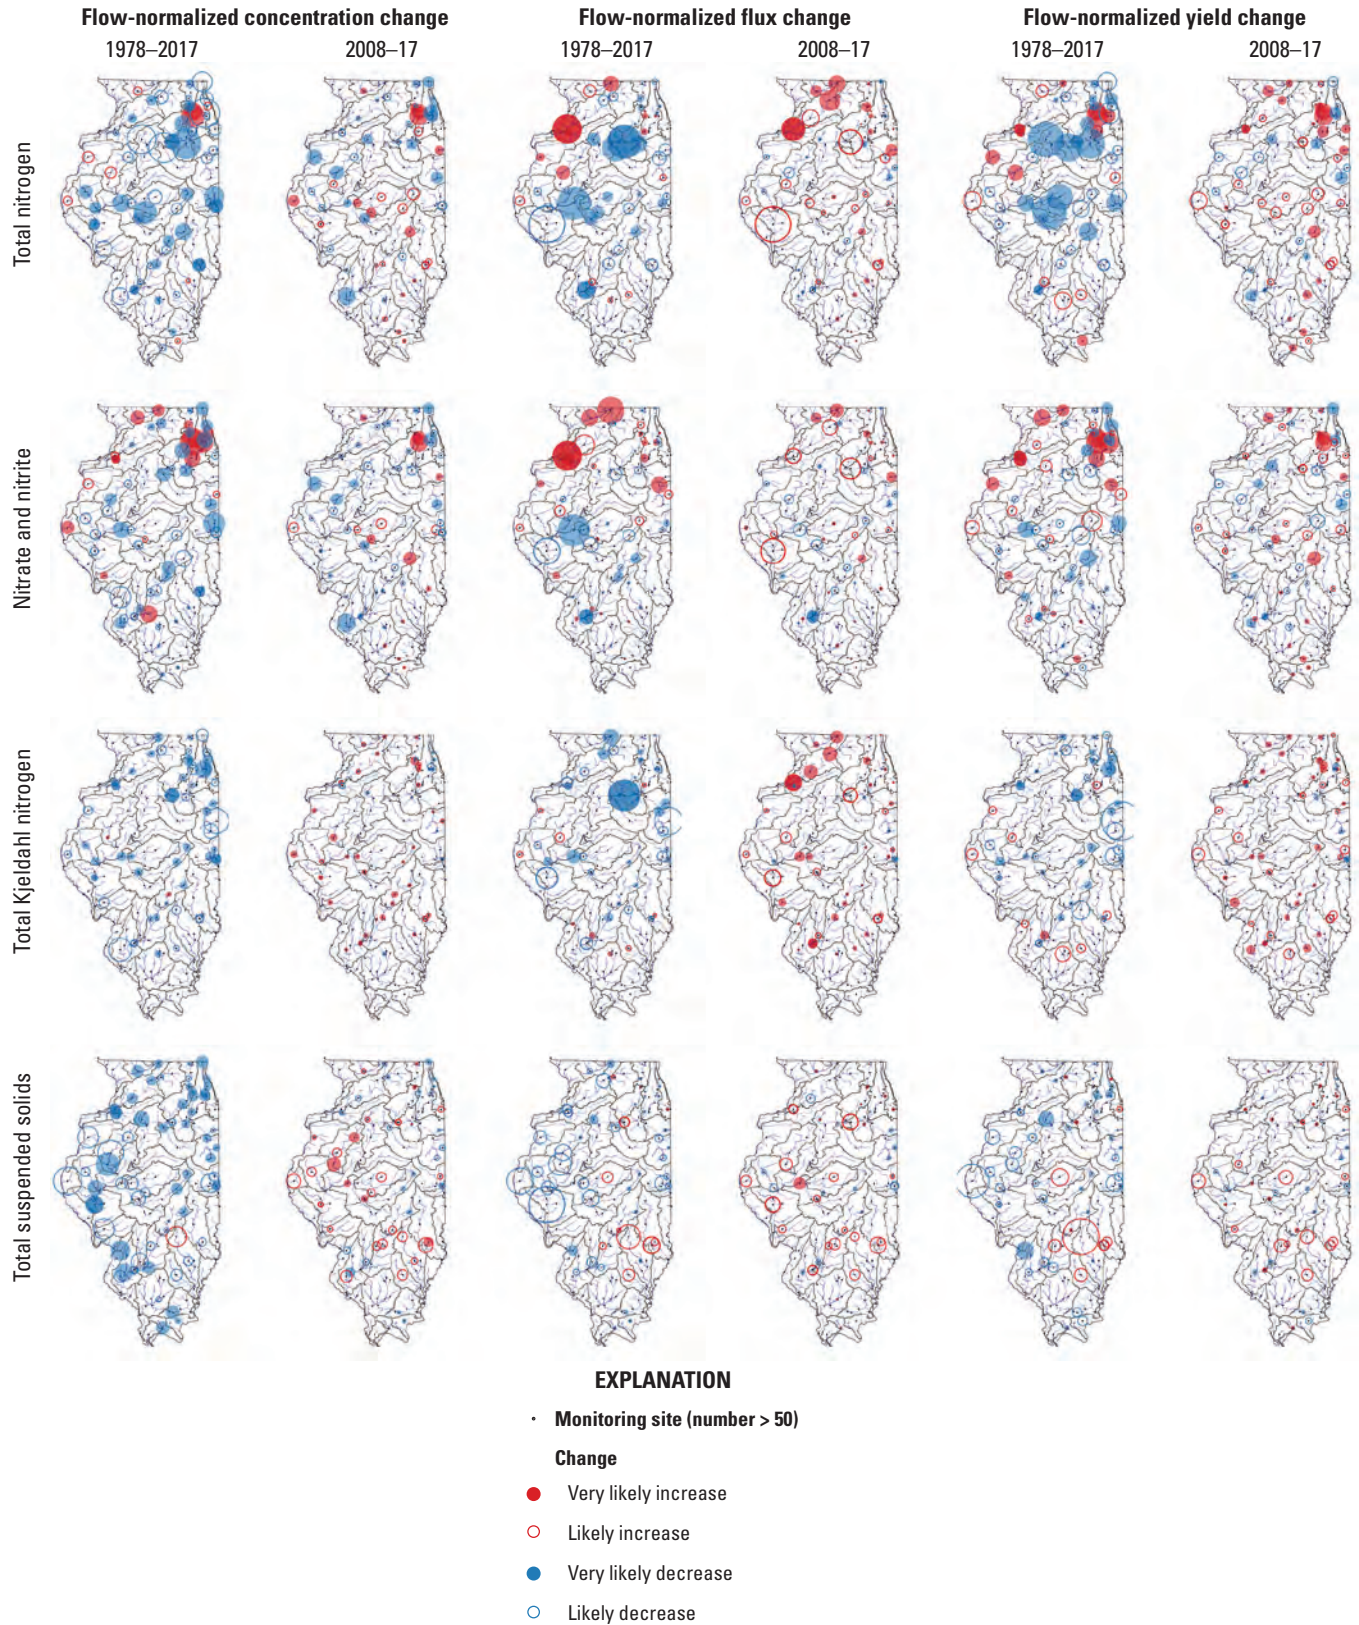 Flow-normalized concentration change
Flow-normalized flux change
Flow-normalized yield change
1978–2017
2008–17
1978–2017
2008–17
1978–2017
2008–17
Total nitrogen
Nitrate and nitrite
Total Kjeldahl nitrogen
Total suspended solids
EXPLANATION
Monitoring site (number > 50)
Change
Very likely increase
Likely increase
Very likely decrease
Likely decrease